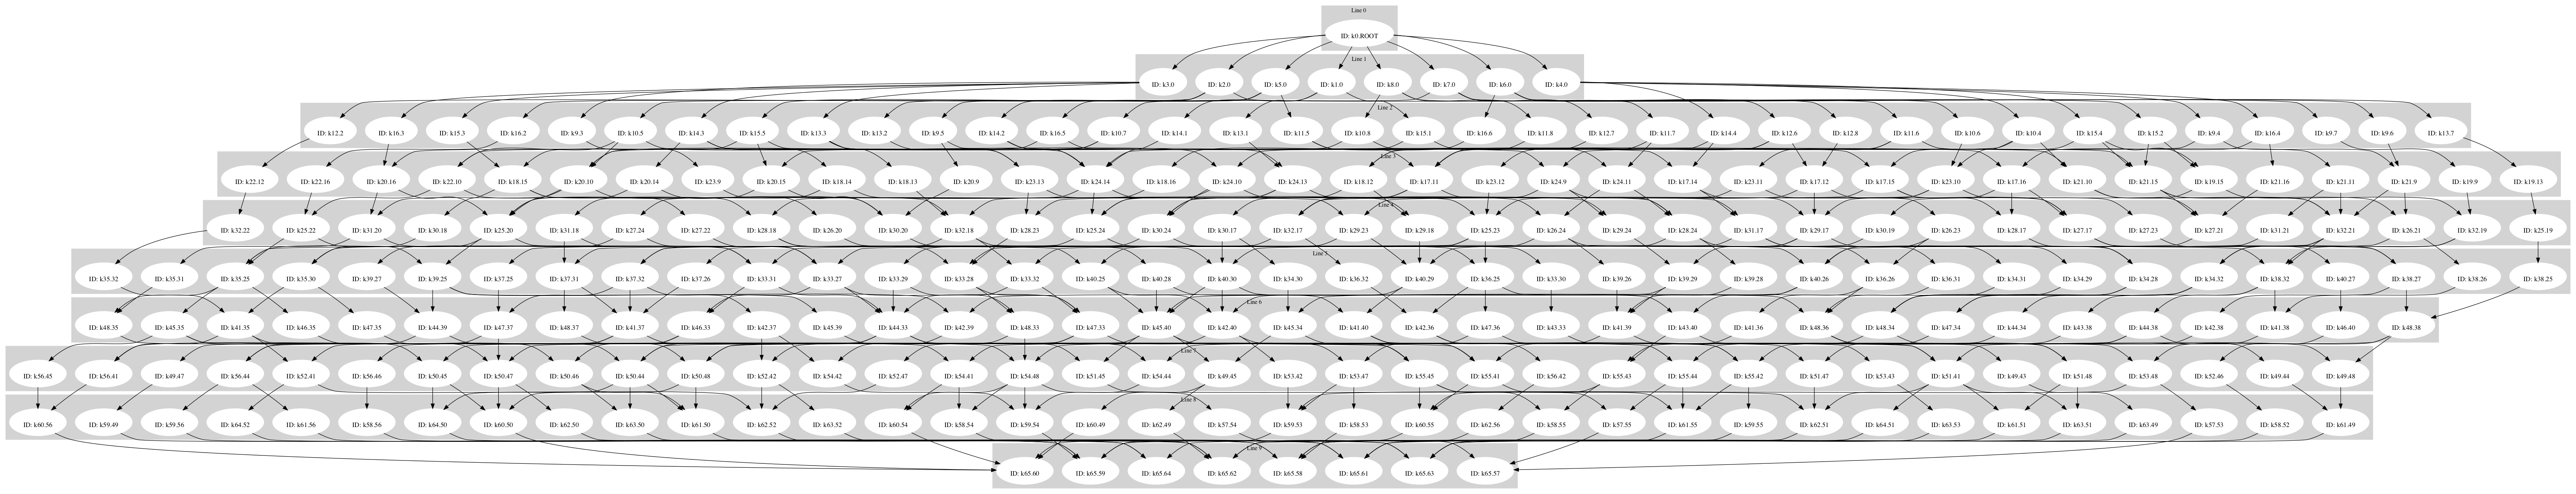 Line 0
ID: k0.ROOT
Line 1
ID: k3.0 ID: k2.0 ID: k5.0 ID: k1.0 ID: k8.0 ID: k7.0 ID: k6.0 ID: k4.0
Line 2
ID: k12.2 ID: k16.3 ID: k15.3 ID: k16.2 ID: k9.3 ID: k10.5 ID: k14.3 ID: k15.5 ID: k13.3 ID: k13.2 ID: k9.5 ID: k14.2 ID: k16.5 ID: k10.7 ID: k14.1 ID: k13.1 ID: k11.5 ID: k10.8 ID: k15.1 ID: k16.6 ID: k11.8 ID: k12.7 ID: k11.7 ID: k14.4 ID: k12.6 ID: k12.8 ID: k11.6 ID: k10.6 ID: k10.4 ID: k15.4 ID: k15.2 ID: k9.4 ID: k16.4 ID: k9.7 ID: k9.6 ID: k13.7
Line 3
ID: k22.12 ID: k22.16 ID: k20.16 ID: k22.10 ID: k18.15 ID: k20.10 ID: k20.14 ID: k23.9 ID: k20.15 ID: k18.14 ID: k18.13 ID: k20.9 ID: k23.13 ID: k24.14 ID: k18.16 ID: k24.10 ID: k24.13 ID: k18.12 ID: k17.11 ID: k23.12 ID: k24.9 ID: k24.11 ID: k17.14 ID: k23.11 ID: k17.12 ID: k17.15 ID: k23.10 ID: k17.16 ID: k21.10 ID: k21.15 ID: k19.15 ID: k21.16 ID: k21.11 ID: k21.9 ID: k19.9 ID: k19.13
Line 4
ID: k32.22 ID: k25.22 ID: k31.20 ID: k30.18 ID: k25.20 ID: k31.18 ID: k27.24 ID: k27.22 ID: k28.18 ID: k26.20 ID: k30.20 ID: k32.18 ID: k28.23 ID: k25.24 ID: k30.24 ID: k30.17 ID: k32.17 ID: k29.23 ID: k29.18 ID: k25.23 ID: k26.24 ID: k29.24 ID: k28.24 ID: k31.17 ID: k29.17 ID: k30.19 ID: k26.23 ID: k28.17 ID: k27.17 ID: k27.23 ID: k27.21 ID: k31.21 ID: k32.21 ID: k26.21 ID: k32.19 ID: k25.19
Line 5
ID: k35.32 ID: k35.31 ID: k35.25 ID: k35.30 ID: k39.27 ID: k39.25 ID: k37.25 ID: k37.31 ID: k37.32 ID: k37.26 ID: k33.31 ID: k33.27 ID: k33.29 ID: k33.28 ID: k33.32 ID: k40.25 ID: k40.28 ID: k40.30 ID: k34.30 ID: k36.32 ID: k40.29 ID: k36.25 ID: k33.30 ID: k39.26 ID: k39.29 ID: k39.28 ID: k40.26 ID: k36.26 ID: k36.31 ID: k34.31 ID: k34.29 ID: k34.28 ID: k34.32 ID: k38.32 ID: k40.27 ID: k38.27 ID: k38.26 ID: k38.25
Line 6
ID: k48.35 ID: k45.35 ID: k41.35 ID: k46.35 ID: k47.35 ID: k44.39 ID: k47.37 ID: k48.37 ID: k41.37 ID: k46.33 ID: k42.37 ID: k45.39 ID: k44.33 ID: k42.39 ID: k48.33 ID: k47.33 ID: k45.40 ID: k42.40 ID: k45.34 ID: k41.40 ID: k42.36 ID: k47.36 ID: k43.33 ID: k41.39 ID: k43.40 ID: k41.36 ID: k48.36 ID: k48.34 ID: k47.34 ID: k44.34 ID: k43.38 ID: k44.38 ID: k42.38 ID: k41.38 ID: k46.40 ID: k48.38
Line 7
ID: k56.45 ID: k56.41 ID: k49.47 ID: k56.44 ID: k52.41 ID: k56.46 ID: k50.45 ID: k50.47 ID: k50.46 ID: k50.44 ID: k50.48 ID: k52.42 ID: k54.42 ID: k52.47 ID: k54.41 ID: k54.48 ID: k51.45 ID: k54.44 ID: k49.45 ID: k53.42 ID: k53.47 ID: k55.45 ID: k55.41 ID: k56.42 ID: k55.43 ID: k55.44 ID: k55.42 ID: k51.47 ID: k53.43 ID: k51.41 ID: k49.43 ID: k51.48 ID: k53.48 ID: k52.46 ID: k49.44 ID: k49.48
Line 8
ID: k60.56 ID: k59.49 ID: k59.56 ID: k64.52 ID: k61.56 ID: k58.56 ID: k64.50 ID: k60.50 ID: k62.50 ID: k63.50 ID: k61.50 ID: k62.52 ID: k63.52 ID: k60.54 ID: k58.54 ID: k59.54 ID: k60.49 ID: k62.49 ID: k57.54 ID: k59.53 ID: k58.53 ID: k60.55 ID: k62.56 ID: k58.55 ID: k57.55 ID: k61.55 ID: k59.55 ID: k62.51 ID: k64.51 ID: k63.53 ID: k61.51 ID: k63.51 ID: k63.49 ID: k57.53 ID: k58.52 ID: k61.49
Line 9
ID: k65.60 ID: k65.59 ID: k65.64 ID: k65.62 ID: k65.58 ID: k65.61 ID: k65.63 ID: k65.57